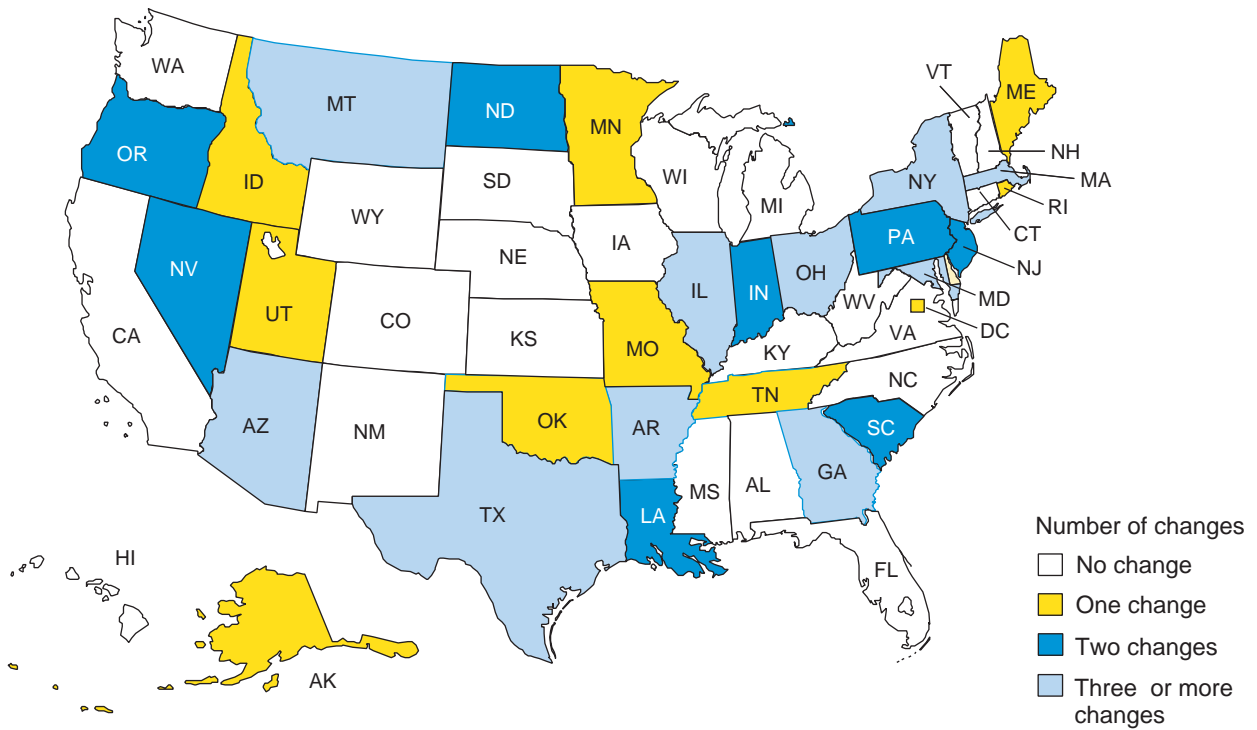 WA
MT
ND
MN
VT
ME
OR
ID
SD
WI
MI
NY
NH
MA
RI
WY
IA
CT
NV
NE
PA
NJ
UT
CO
IL
IN
OH
MD
WV
DC
CA
KS
MO
KY
VA
AZ
NM
OK
AR
TN
NC
SC
GA
TX
LA
MS
AL
FL
HI
AK
Number of changes
No change
One change
Two changes
Three or more
changes